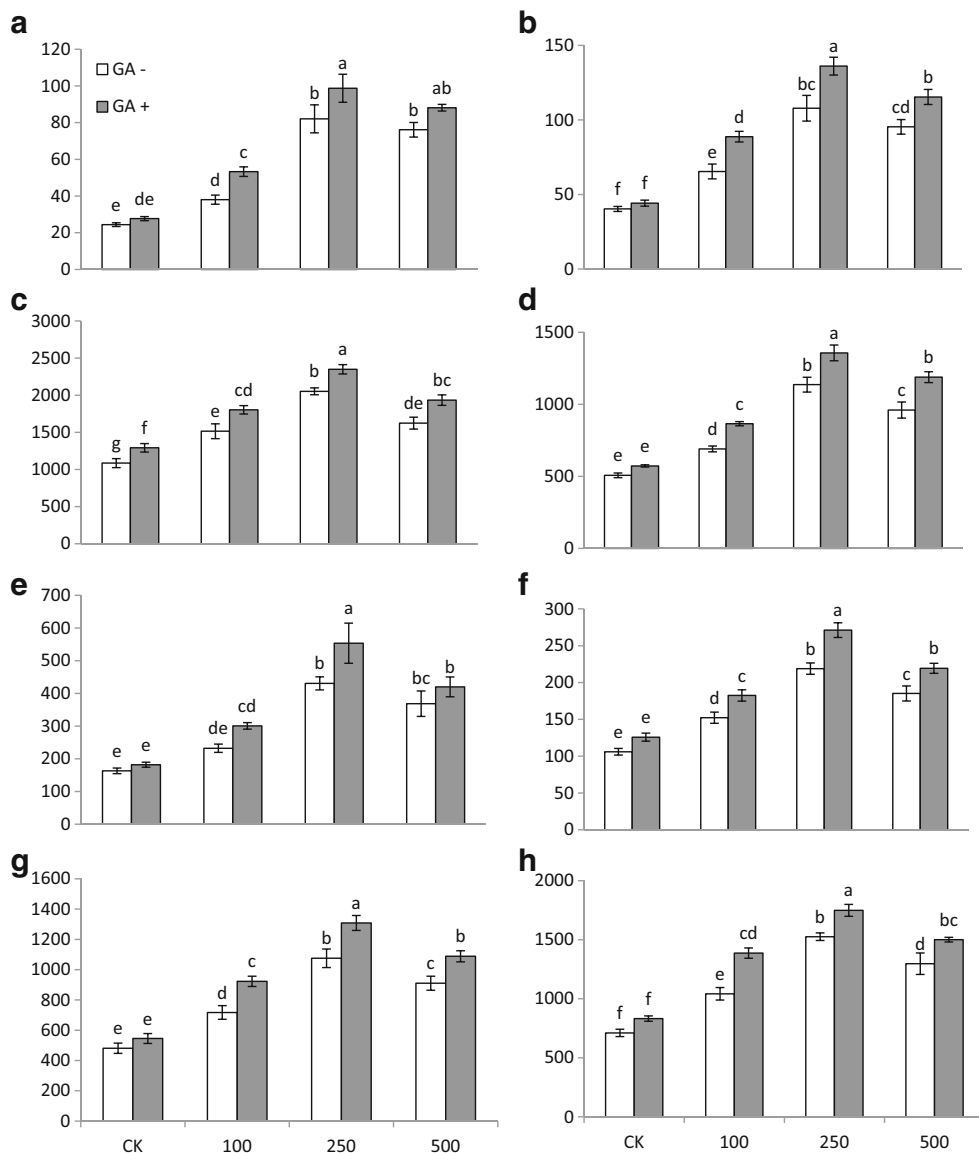 a
120
100
80
60
40
20
0
GA -
GA +
e de d c b a b ab
b
150
100
50
0
f f e d bc a cd b
c
3000
2500
2000
1500
1000
500
0
g f e cd b a de bc
d
1500
1000
500
0
e e d c b a c b
e
700
600
500
400
300
200
100
0
e e de cd b a bc b
f
300
250
200
150
100
50
0
e e d c b a c b
g
1600
1400
1200
1000
800
600
400
200
0
e e d c b a c b
CK 100 250 500
h
2000
1500
1000
500
0
f f e cd b a d bc
CK 100 250 500